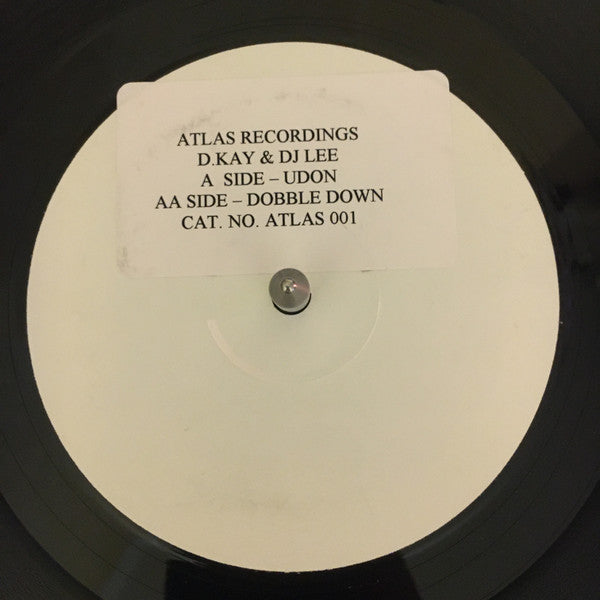 ATLAS RECORDINGS
D.KAY & DJ LEE
A SIDE – UDON
AA SIDE – DOBBLE DOWN
CAT. NO. ATLAS 001